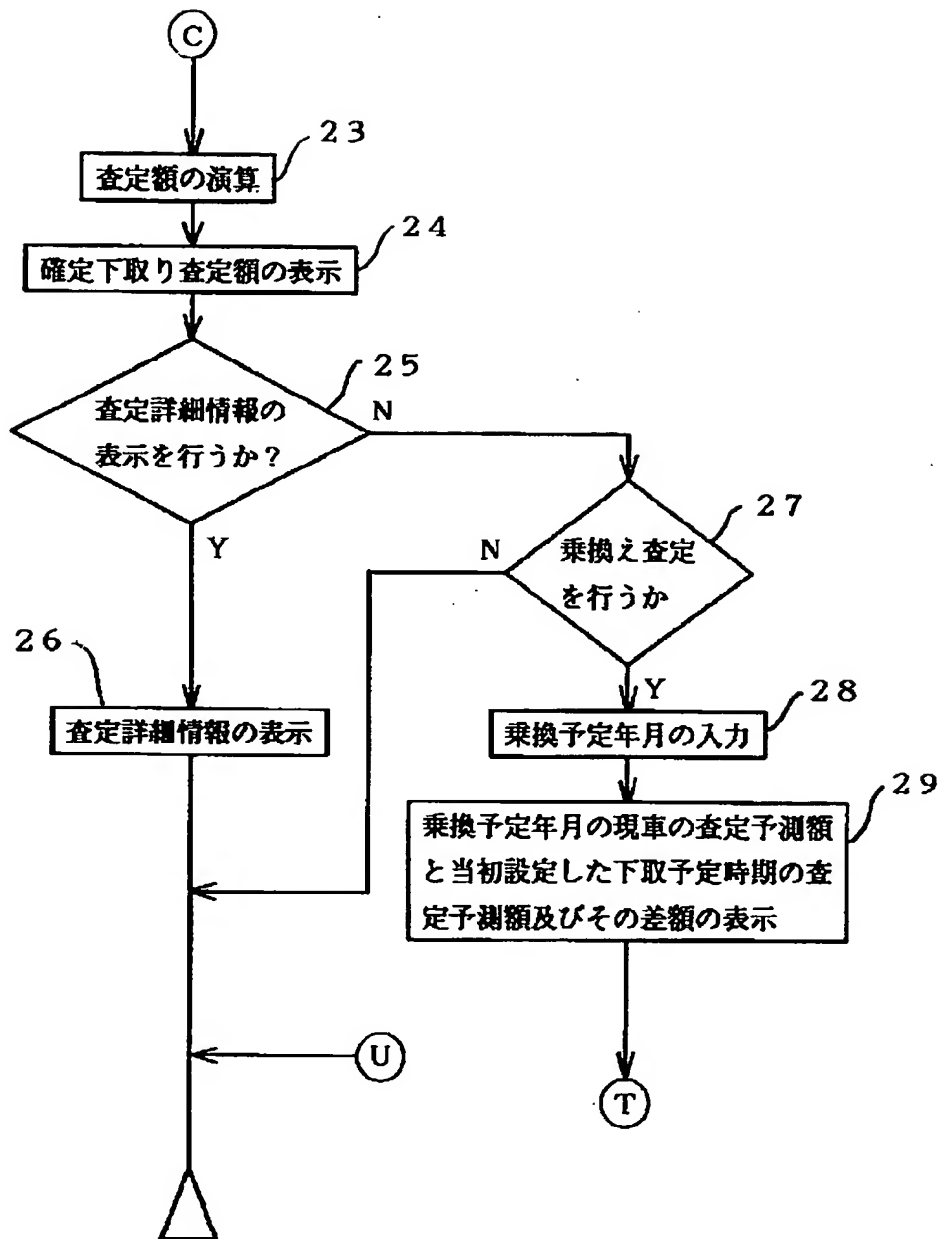 C
23
査定額の演算
24
確定下取り査定額の表示
25
査定詳細情報の
表示を行うか？
N
Y
27
乗換え査定
を行うか
N
Y
26
査定詳細情報の表示
28
乗換予定年月の入力
29
乗換予定年月の現車の査定予測額
と当初設定した下取予定時期の査
定予測額及びその差額の表示
U
T